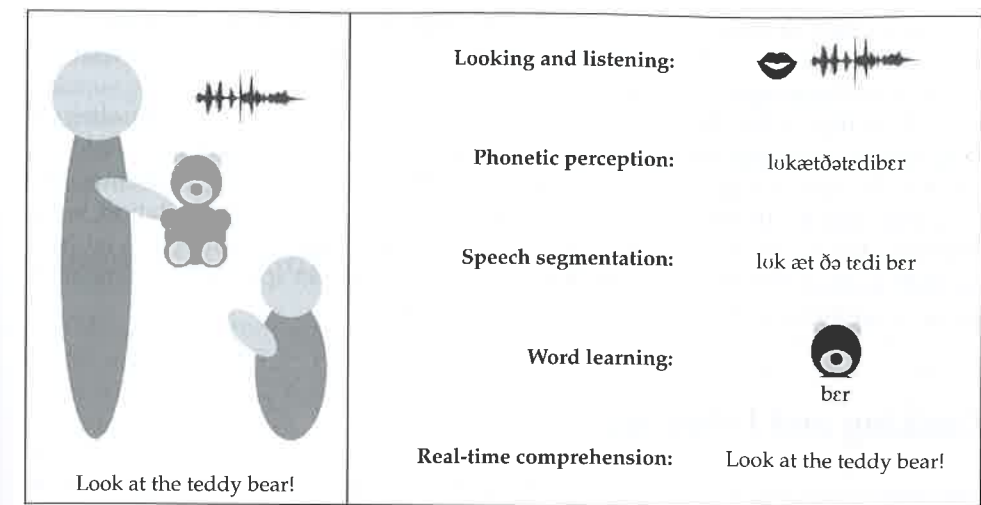 Look at the teddy bear!
Looking and listening:
Phonetic perception: lʊkætðətɛdibɛr
Speech segmentation: lʊk æt ðə tɛdi bɛr
Word learning:
bɛr
Real-time comprehension: Look at the teddy bear!